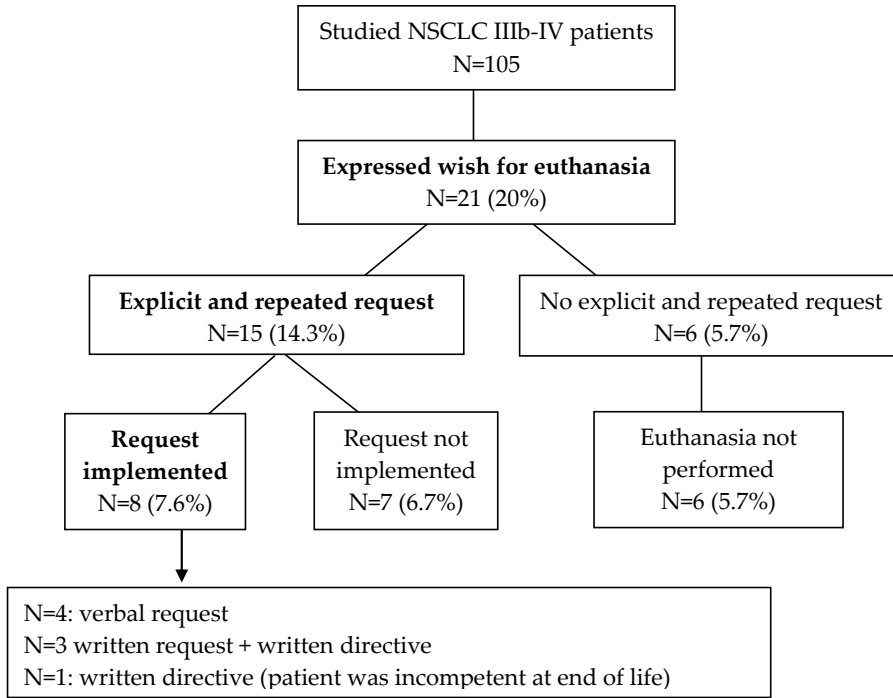 Studied NSCLC IIIb-IV patients
N=105
Expressed wish for euthanasia
N=21 (20%)
Explicit and repeated request
N=15 (14.3%)
No explicit and repeated request
N=6 (5.7%)
Request
implemented
N=8 (7.6%)
Request not
implemented
N=7 (6.7%)
Euthanasia not
performed
N=6 (5.7%)
N=4: verbal request
N=3 written request + written directive
N=1: written directive (patient was incompetent at end of life)